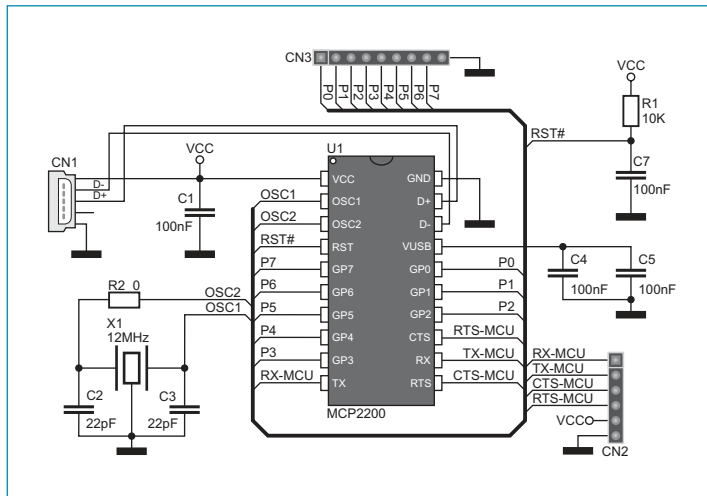 CN3
P0
P1
P2
P3
P4
P5
P6
P7
VCC
R1
10K
RST#
C7
100nF
CN1
D-
D+
VCC
C1
100nF
U1
OSC1
OSC2
RST#
P7
P6
P5
P4
P3
RX-MCU
VCC
OSC1
OSC2
RST
GP7
GP6
GP5
GP4
GP3
TX
GND
D+
D-
VUSB
GP0
GP1
GP2
CTS
RX
RTS
MCP2200
P0
P1
P2
RTS-MCU
TX-MCU
CTS-MCU
C4
100nF
C5
100nF
R2 0
OSC2
OSC1
X1
12MHz
C2
22pF
C3
22pF
RX-MCU
TX-MCU
CTS-MCU
RTS-MCU
VCC
CN2